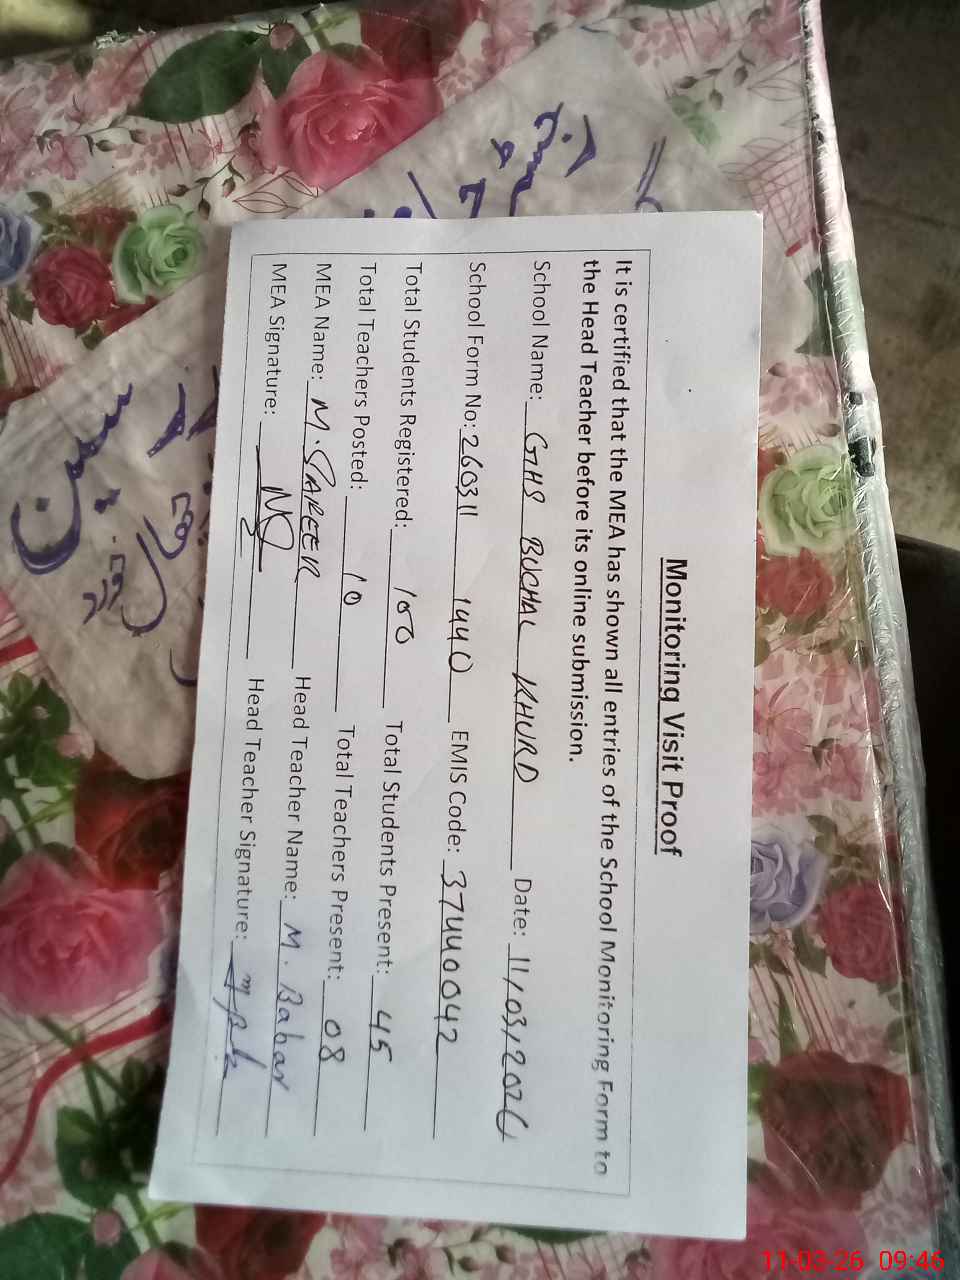 Monitoring Visit Proof
It is certified that the MEA has shown all entries of the School Monitoring Form to
the Head Teacher before its online submission.
School Name: GHS BUCHAL KHURD Date: 11/03/2026
School Form No: 260311 1440 EMIS Code: 37440042
Total Students Registered: 100 Total Students Present: 45
Total Teachers Posted: 10 Total Teachers Present: 08
MEA Name: M. Head Teacher Name: M. Babar
MEA Signature: Head Teacher Signature:
11-03-26 09:46